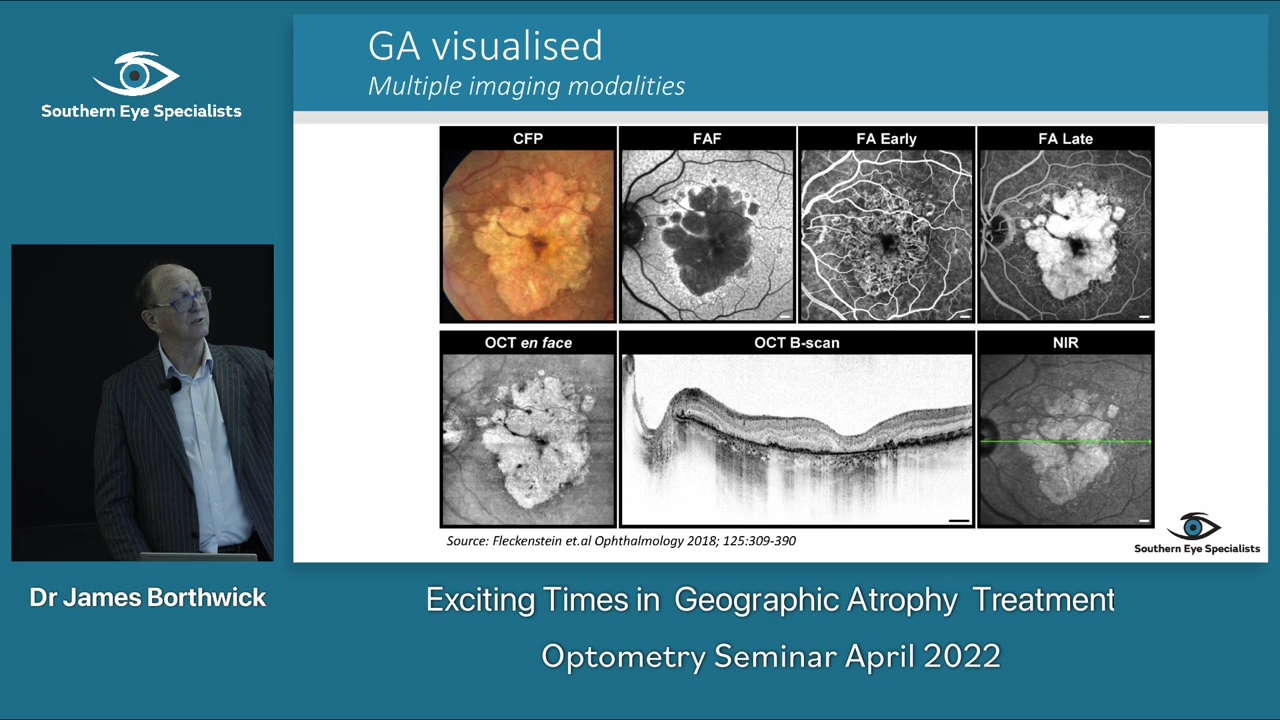 Southern Eye Specialists
GA visualised
Multiple imaging modalities
CFP
FAF
FA Early
FA Late
OCT en face
OCT B-scan
NIR
Source: Fleckenstein et.al Ophthalmology 2018; 125:309-390
Southern Eye Specialists
Dr James Borthwick
Exciting Times in Geographic Atrophy Treatment
Optometry Seminar April 2022